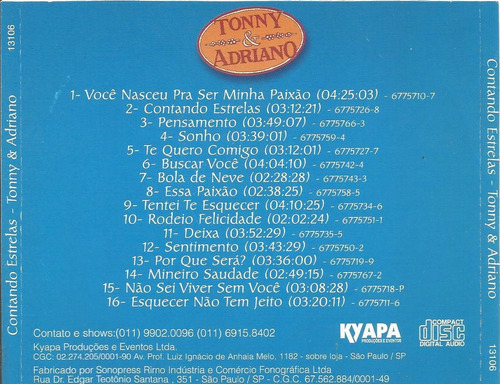 TONNY
&
ADRIANO
1- Você Nasceu Pra Ser Minha Paixão (04:25:03) - 6775710-7
2- Contando Estrelas (03:12:21) - 6775726-8
3- Pensamento (03:49:07) - 6775766-3
4- Sonho (03:39:01) - 6775759-4
5- Te Quero Comigo (03:12:01) - 6775727-7
6- Buscar Você (4:04:10) - 6775742-4
7- Bola de Neve (02:28:28) - 6775743-3
8- Essa Paixão (02:38:25) - 6775758-5
9- Tentei Te Esquecer (04:10:25) - 6775734-6
10- Rodeio Felicidade (02:02:24) - 6775751-1
11- Deixa (03:52:29) - 6775735-5
12- Sentimento (03:43:29) - 6775750-2
13- Por Que Será? (03:36:00) - 6775719-9
14- Mineiro Saudade (02:49:15) - 6775767-2
15- Não Sei Viver Sem Você (03:08:28) - 6775718-P
16- Esquecer Não Tem Jeito (03:20:11) - 6775711-6
Contato e shows:(011) 9902.0096 (011) 6915.8402
Kyapa Produções e Eventos Ltda.
CGC: 02.274.205/0001-90 Av. Prof. Luiz Ignácio de Anhaia Melo, 1182 - sobre loja - São Paulo / SP
Fabricado por Sonopress Rimo Indústria e Comércio Fonográfica Ltda
Rua Dr. Edgar Teotônio Santana , 351 - São Paulo / SP - C.G.C. 67.562.884/0001-49
KYAPA
PRODUÇÕES E EVENTOS
COMPACT
disc
DIGITAL AUDIO
Contando Estrelas - Tonny & Adriano
13106
Contando Estrelas - Tonny & Adriano
13106